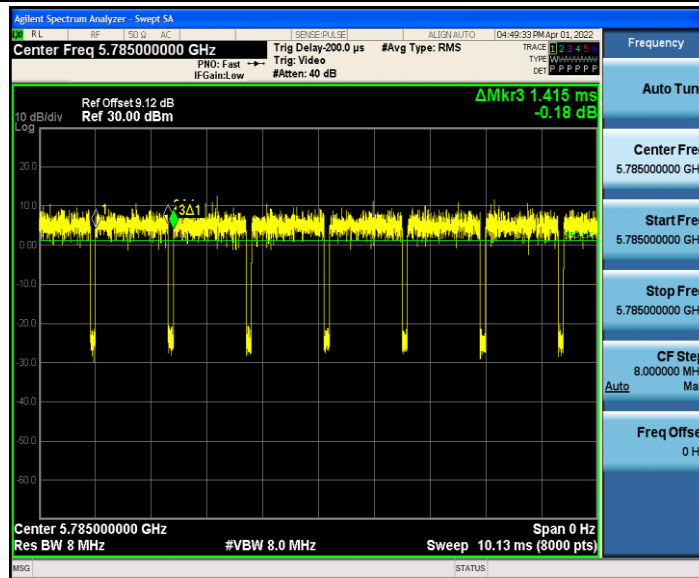 Agilent Spectrum Analyzer - Swept SA
RL RF 50 Ω AC SENSE:PULSE ALIGN AUTO 04:49:33 PM Apr 01, 2022
Center Freq 5.785000000 GHz
PNO: Fast
IFGain:Low
Trig Delay-200.0 µs
Trig: Video
#Atten: 40 dB
#Avg Type: RMS
TRACE 1 2 3 4 5 6
TYPE W
DET P P P P P P
ΔMkr3 1.415 ms
-0.18 dB
Ref Offset 9.12 dB
10 dB/div Ref 30.00 dBm
Log
20.0
10.0
1
3Δ1
0.00
-10.0
-20.0
-30.0
-40.0
-50.0
-60.0
Center 5.785000000 GHz Span 0 Hz
Res BW 8 MHz #VBW 8.0 MHz Sweep 10.13 ms (8000 pts)
MSG STATUS
Frequency
Auto Tun
Center Fre
5.785000000 GH
Start Fre
5.785000000 GH
Stop Fre
5.785000000 GH
CF Ste
8.000000 MH
Auto Ma
Freq Offse
0 H